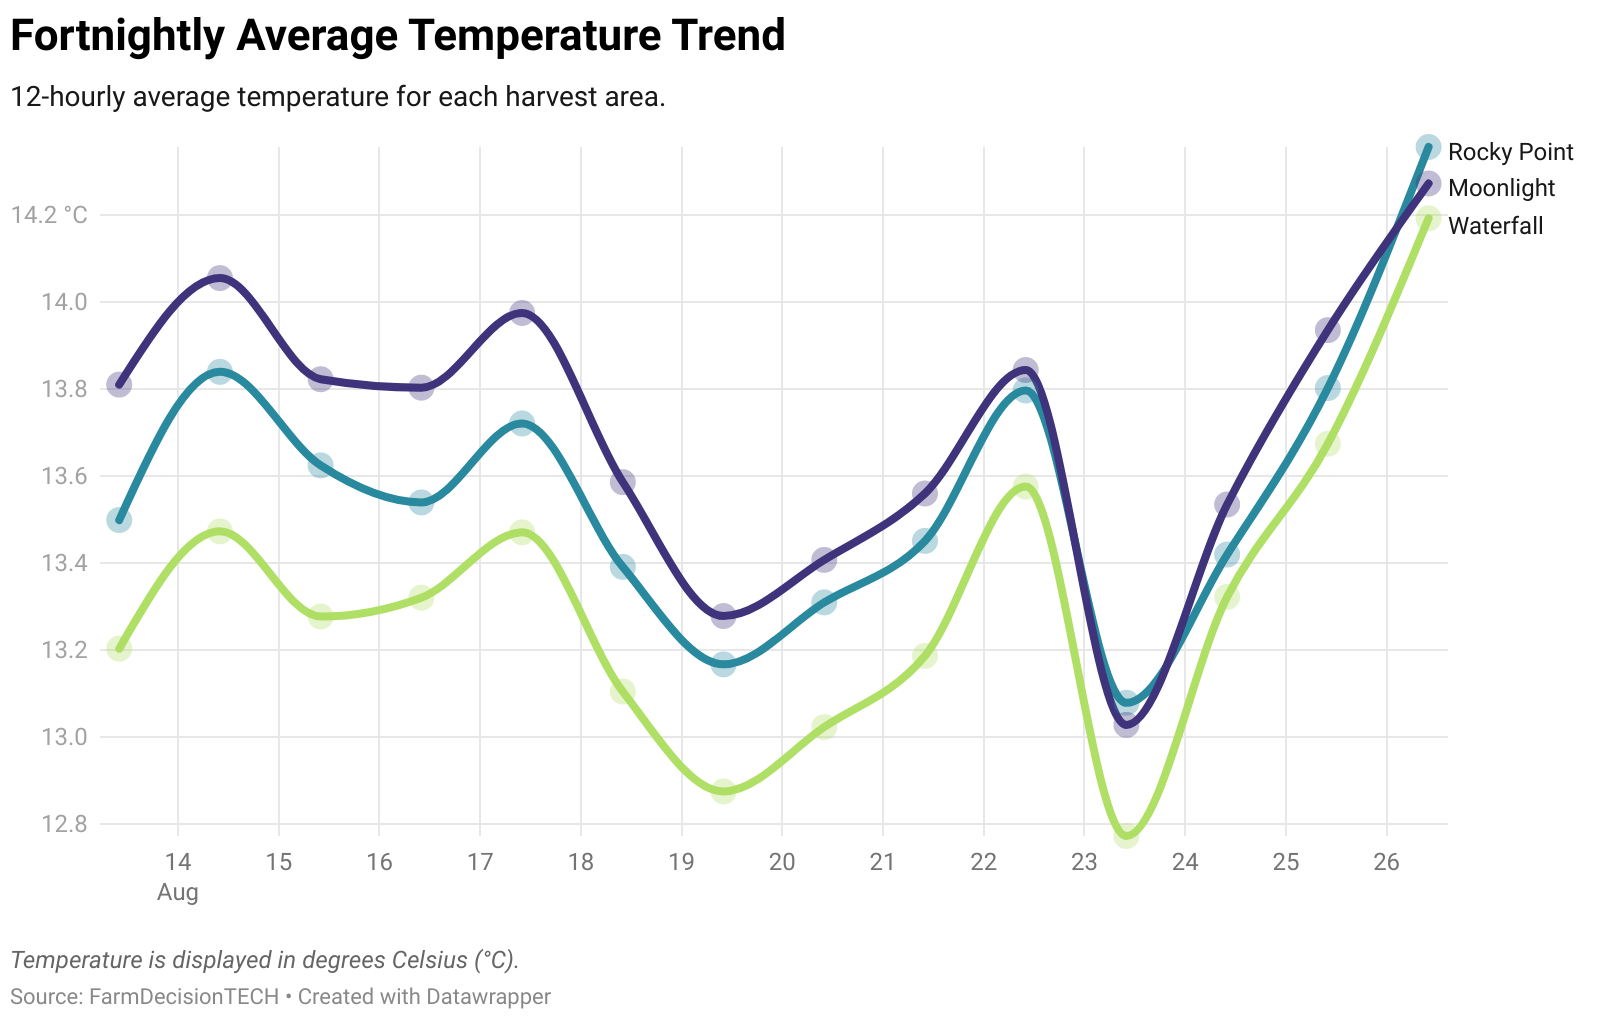 Fortnightly Average Temperature Trend
12-hourly average temperature for each harvest area.
Rocky Point
Moonlight
Waterfall
14.2 °C
14.0
13.8
13.6
13.4
13.2
13.0
12.8
14 15 16 17 18 19 20 21 22 23 24 25 26
Aug
Temperature is displayed in degrees Celsius (°C).
Source: FarmDecisionTECH • Created with Datawrapper